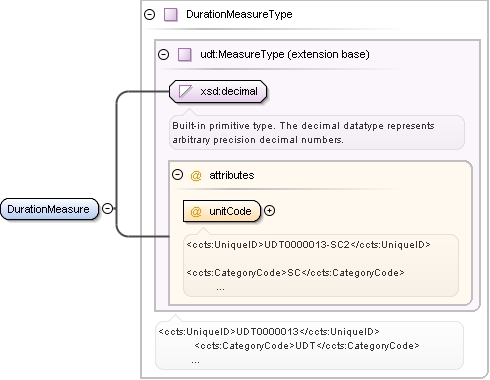 DurationMeasureType
udt:MeasureType (extension base)
xsd:decimal
Built-in primitive type. The decimal datatype represents
arbitrary precision decimal numbers.
@ attributes
DurationMeasure
@ unitCode
<ccts:UniqueID>UDT0000013-SC2</ccts:UniqueID>
<ccts:CategoryCode>SC</ccts:CategoryCode>
...
<ccts:UniqueID>UDT0000013</ccts:UniqueID>
<ccts:CategoryCode>UDT</ccts:CategoryCode>
...